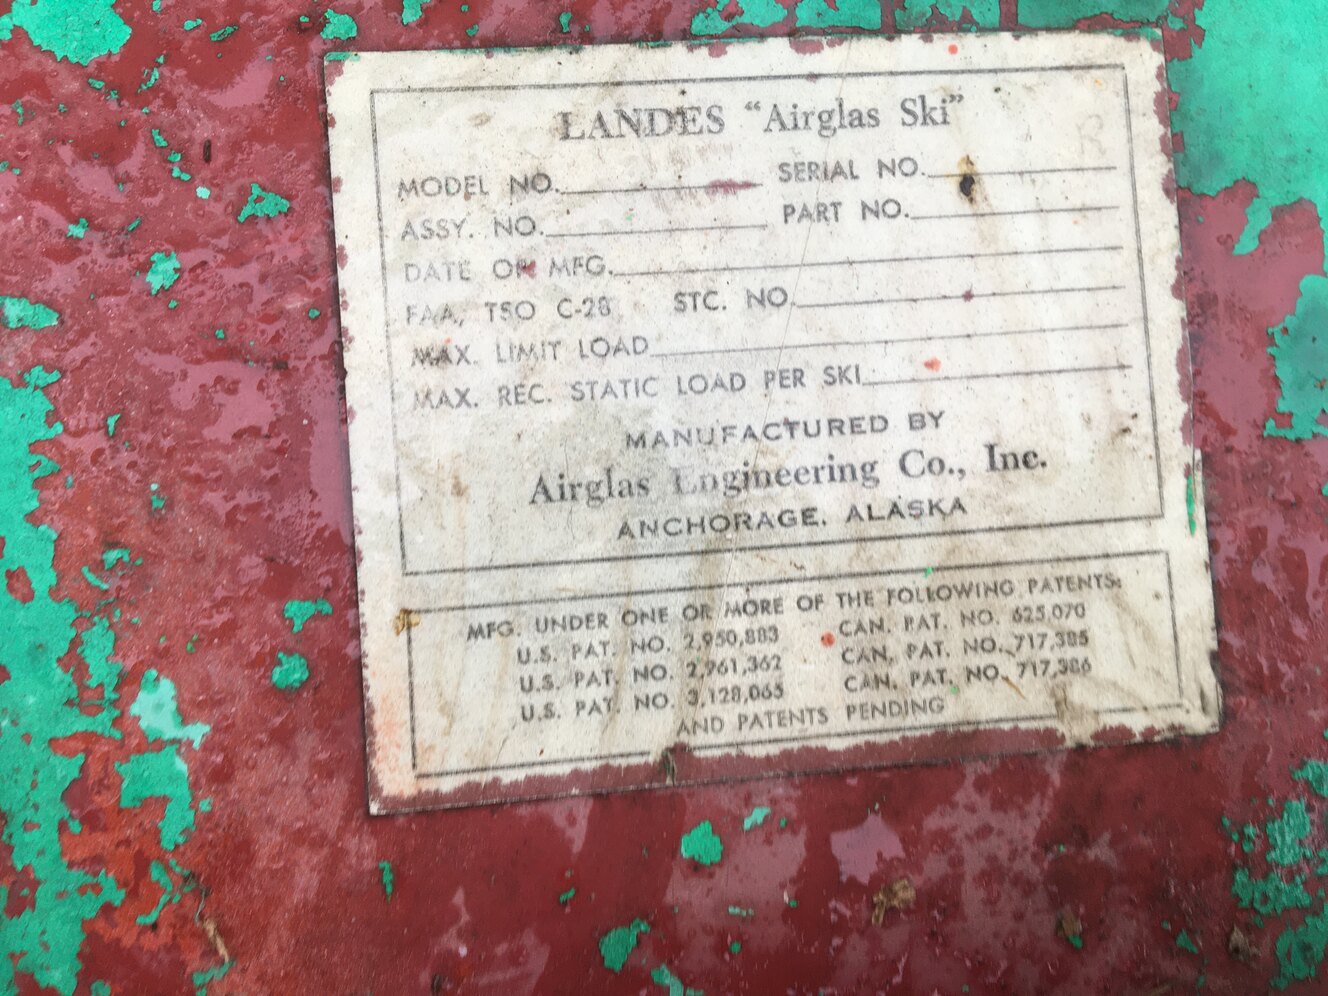 LANDES "Airglas Ski"
MODEL NO. SERIAL NO.
ASSY. NO. PART NO.
DATE OF MFG.
FAA, TSO C-28 STC. NO.
MAX. LIMIT LOAD
MAX. REC. STATIC LOAD PER SKI
MANUFACTURED BY
Airglas Engineering Co., Inc.
ANCHORAGE, ALASKA
MFG. UNDER ONE OR MORE OF THE FOLLOWING PATENTS:
U.S. PAT. NO. 2,950,883 CAN. PAT. NO. 625,070
U.S. PAT. NO. 2,961,362 CAN. PAT. NO. 717,385
U.S. PAT. NO. 3,128,065 CAN. PAT. NO. 717,386
AND PATENTS PENDING